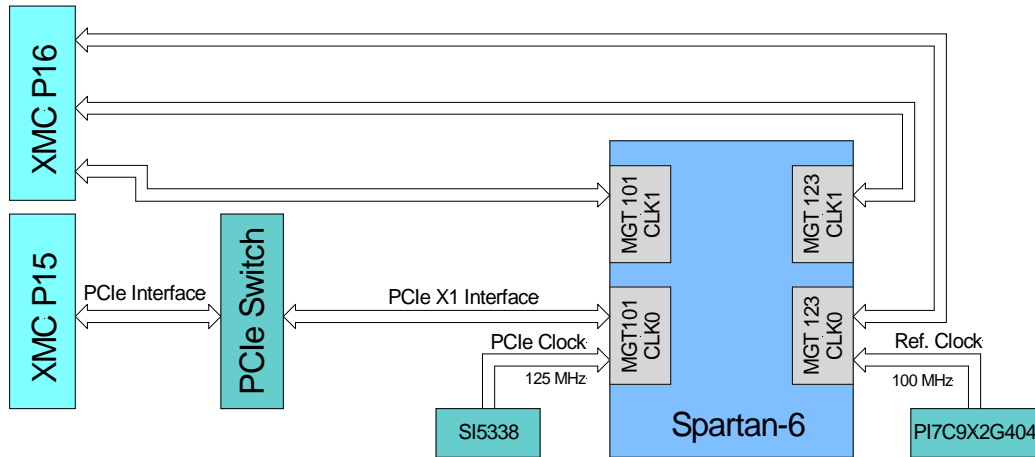 XMC P16
MGT 101
CLK1
MGT 123
CLK1
XMC P15
PCIe Interface
PCIe Switch
PCIe X1 Interface
MGT101
CLK0
MGT 123
CLK0
PCIe Clock
125 MHz
Ref. Clock
100 MHz
SI5338
Spartan-6
PI7C9X2G404